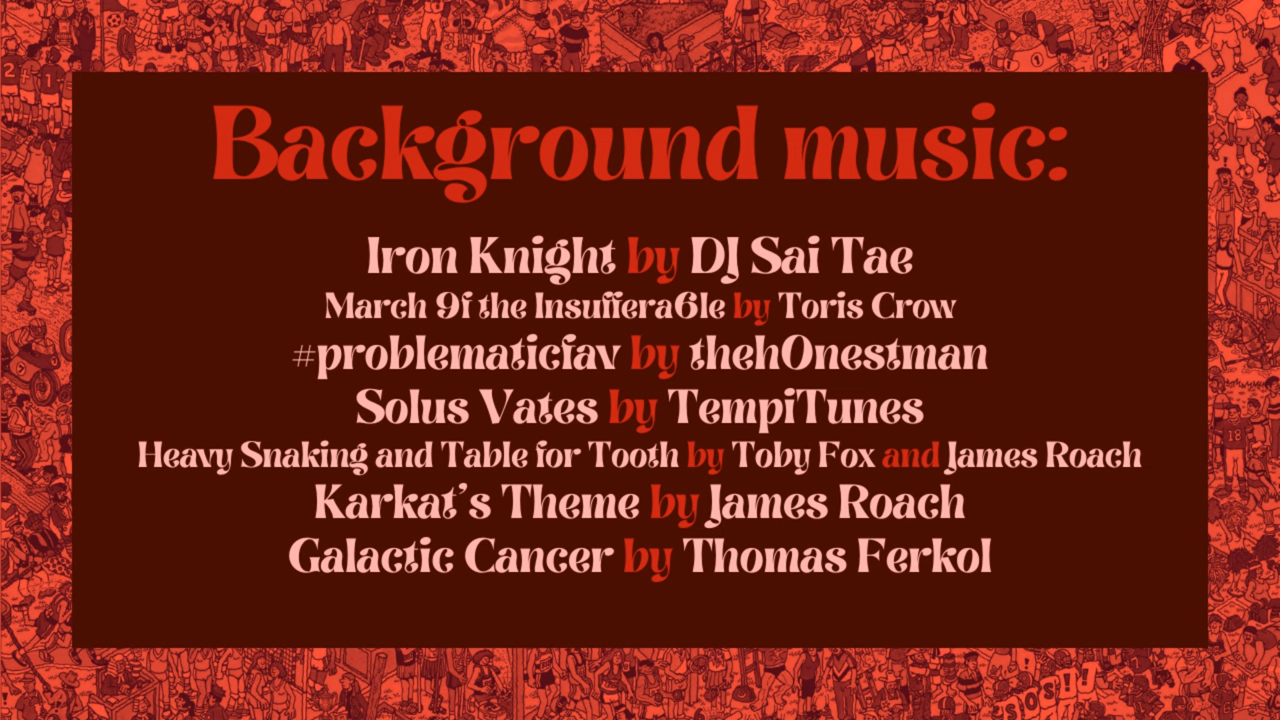 Background music:
Iron Knight by DJ Sai Tae
March 9f the Insuffera6le by Toris Crow
#problematicfav by theh0nestman
Solus Vates by TempiTunes
Heavy Snaking and Table for Tooth by Toby Fox and James Roach
Karkat’s Theme by James Roach
Galactic Cancer by Thomas Ferkol